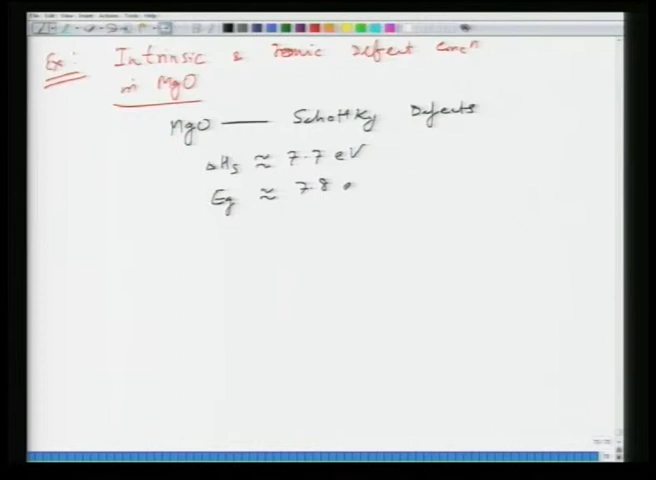 Ex: Intrinsic & Ionic Defect concn
in MgO
MgO — Schottky Defects
ΔHs ≈ 7.7 eV
Eg ≈ 7.8